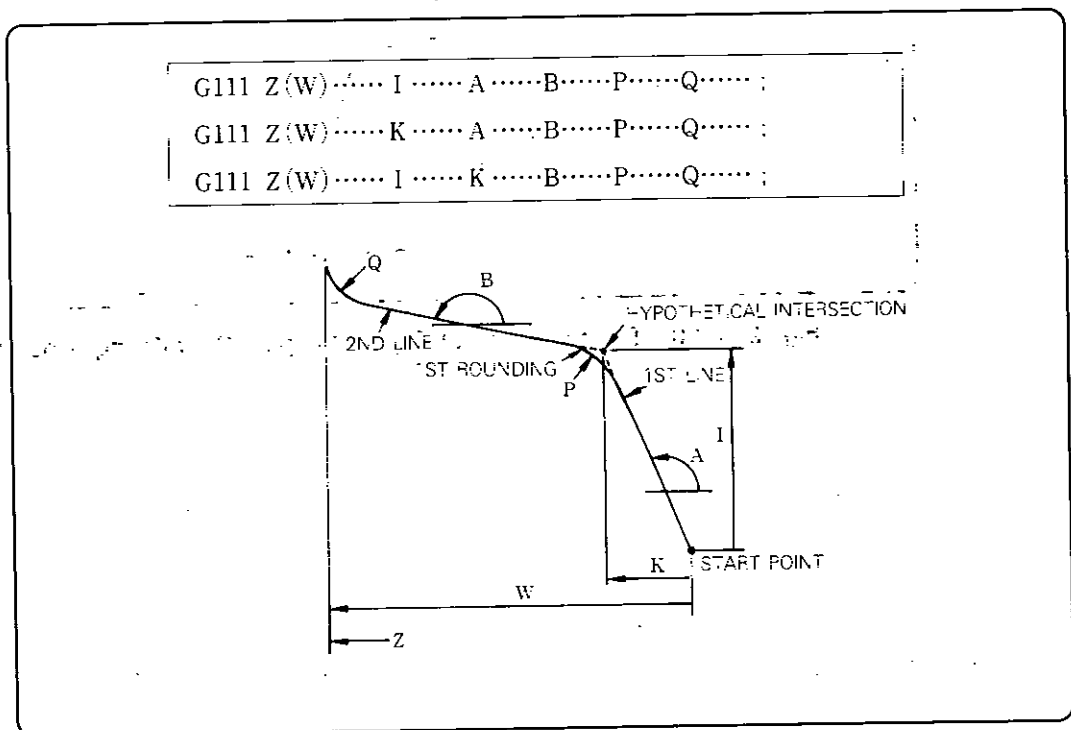 G111 Z(W)······ I ······ A ······B······P······Q······ ;
G111 Z(W)······ K ······ A ······B······P······Q······ ;
G111 Z(W)······ I ······ K ······B······P······Q······ ;
Q
B
HYPOTHETICAL INTERSECTION
2ND LINE
1ST ROUNDING
P
1ST LINE
I
A
K
START POINT
W
Z